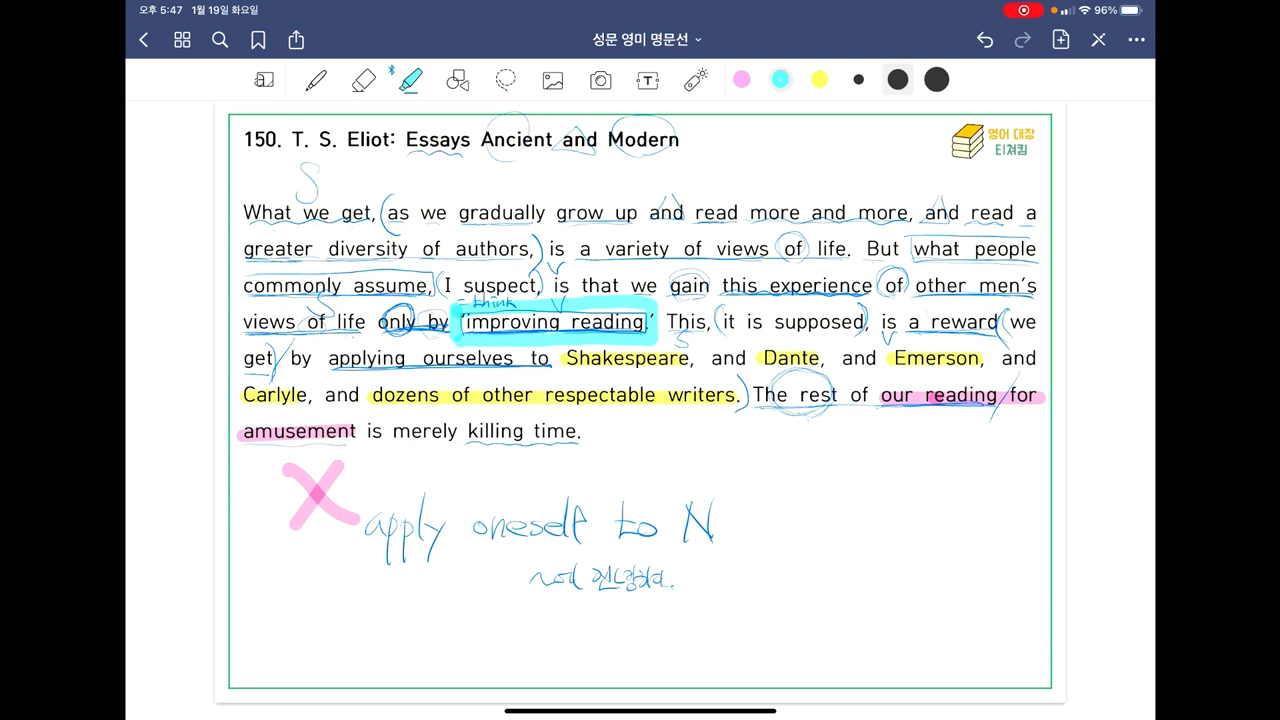 오후 5:47 1월 19일 화요일
96%
성문 영미 명문선
150. T. S. Eliot: Essays Ancient and Modern
영어 대장
티쳐킴
S
What we get, (as we gradually grow up and read more and more, and read a
greater diversity of authors,) is a variety of views of life. But what people
V
commonly assume, (I suspect, is that we gain this experience of other men's
S = think V
views of life only by 'improving reading.' This, (it is supposed), is a reward (we
S V
get) by applying ourselves to Shakespeare, and Dante, and Emerson, and
Carlyle, and dozens of other respectable writers.) The rest of our reading for
amusement is merely killing time.
X
apply oneself to N
~에 전념하다.